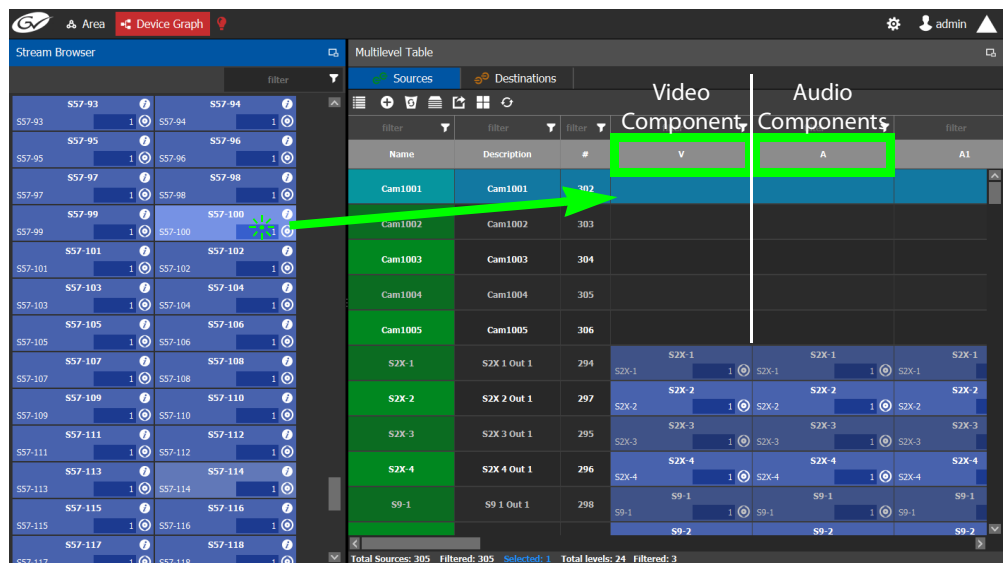 GV Area Device Graph admin
Stream Browser
filter
S57-93 S57-94
S57-93 1 S57-94 1
S57-95 S57-96
S57-95 1 S57-96 1
S57-97 S57-98
S57-97 1 S57-98 1
S57-99 S57-100
S57-99 1 S57-100 1
S57-101 S57-102
S57-101 1 S57-102 1
S57-103 S57-104
S57-103 1 S57-104 1
S57-105 S57-106
S57-105 1 S57-106 1
S57-107 S57-108
S57-107 1 S57-108 1
S57-109 S57-110
S57-109 1 S57-110 1
S57-111 S57-112
S57-111 1 S57-112 1
S57-113 S57-114
S57-113 1 S57-114 1
S57-115 S57-116
S57-115 1 S57-116 1
S57-117 S57-118
S57-117 1 S57-118 1
Multilevel Table
Sources Destinations
Video Component
Audio Components
filter filter filter filter
Name Description # V A A1
Cam1001 Cam1001 302
Cam1002 Cam1002 303
Cam1003 Cam1003 304
Cam1004 Cam1004 305
Cam1005 Cam1005 306
S2X-1 S2X-1 S2X-1
S2X-1 S2X 1 Out 1 294 S2X-1 1 S2X-1 1 S2X-1
S2X-2 S2X-2 S2X-2
S2X-2 S2X 2 Out 1 297 S2X-2 1 S2X-2 1 S2X-2
S2X-3 S2X-3 S2X-3
S2X-3 S2X 3 Out 1 295 S2X-3 1 S2X-3 1 S2X-3
S2X-4 S2X-4 S2X-4
S2X-4 S2X 4 Out 1 296 S2X-4 1 S2X-4 1 S2X-4
S9-1 S9-1 S9-1
S9-1 S9 1 Out 1 298 S9-1 1 S9-1 1 S9-1
S9-2 S9-2 S9-2
Total Sources: 305 Filtered: 305 Selected: 1 Total levels: 24 Filtered: 3